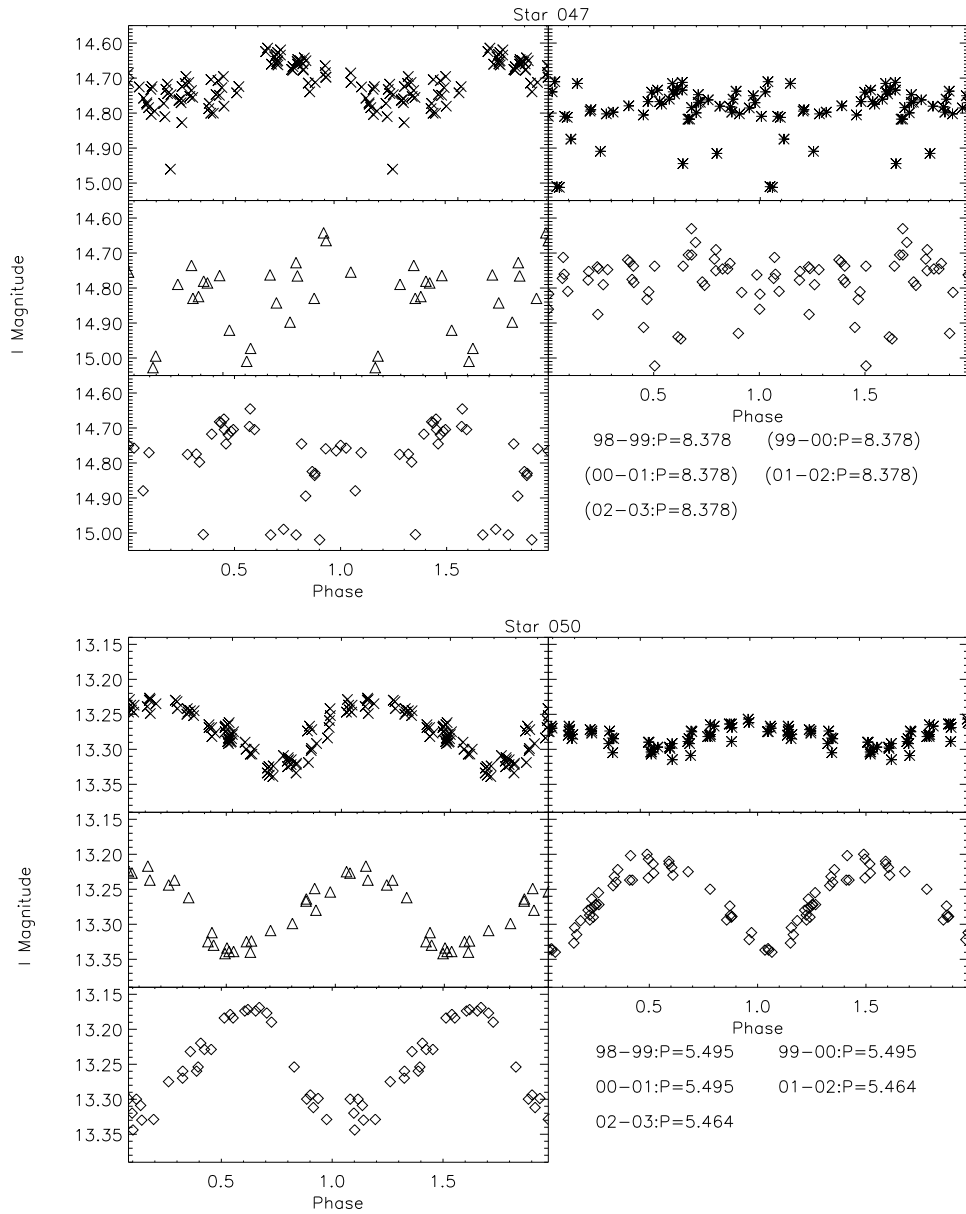 Star 047
14.60
14.70
14.80
14.90
15.00
14.60
14.70
14.80
14.90
15.00
I Magnitude
0.5 1.0 1.5
Phase
14.60
14.70
14.80
14.90
15.00
98-99:P=8.378 (99-00:P=8.378)
(00-01:P=8.378) (01-02:P=8.378)
(02-03:P=8.378)
0.5 1.0 1.5
Phase
Star 050
13.15
13.20
13.25
13.30
13.35
13.15
13.20
13.25
13.30
13.35
I Magnitude
0.5 1.0 1.5
Phase
13.15
13.20
13.25
13.30
13.35
98-99:P=5.495 99-00:P=5.495
00-01:P=5.495 01-02:P=5.464
02-03:P=5.464
0.5 1.0 1.5
Phase